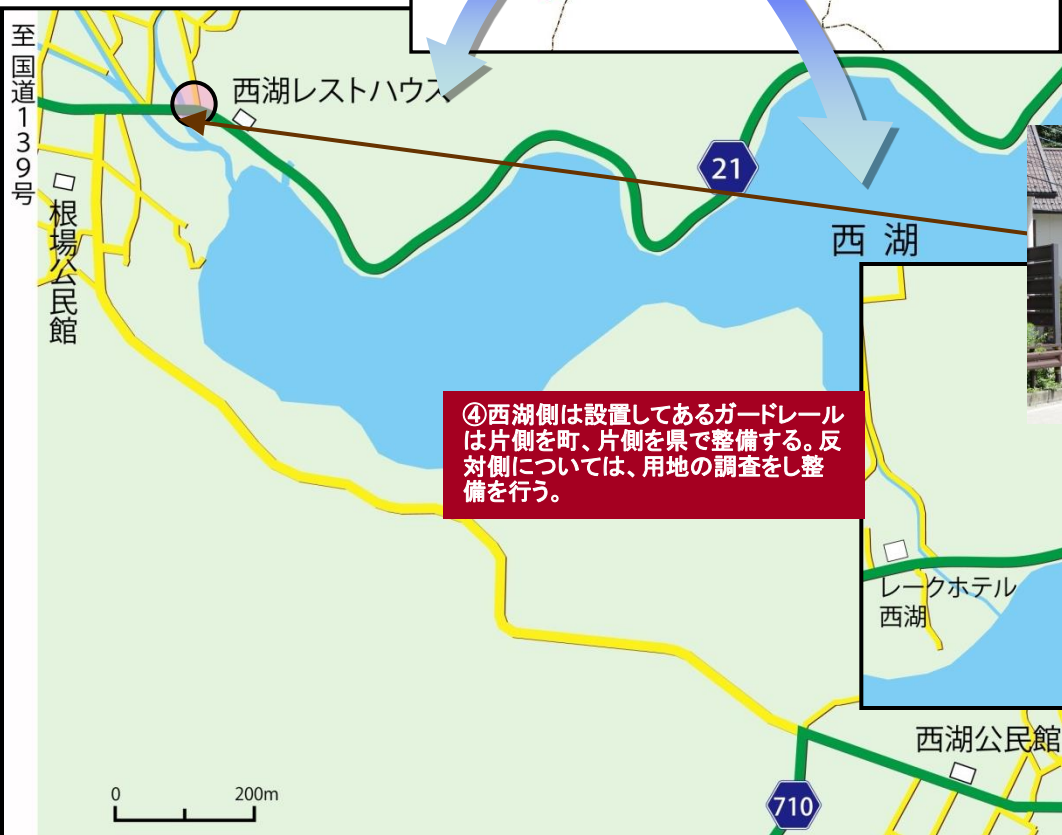 至国道139号
西湖レストハウス
根場公民館
21
西 湖
④西湖側は設置してあるガードレール
は片側を町、片側を県で整備する。反
対側については、用地の調査をし整
備を行う。
レークホテル
西湖
西湖公民館
710
0
200m